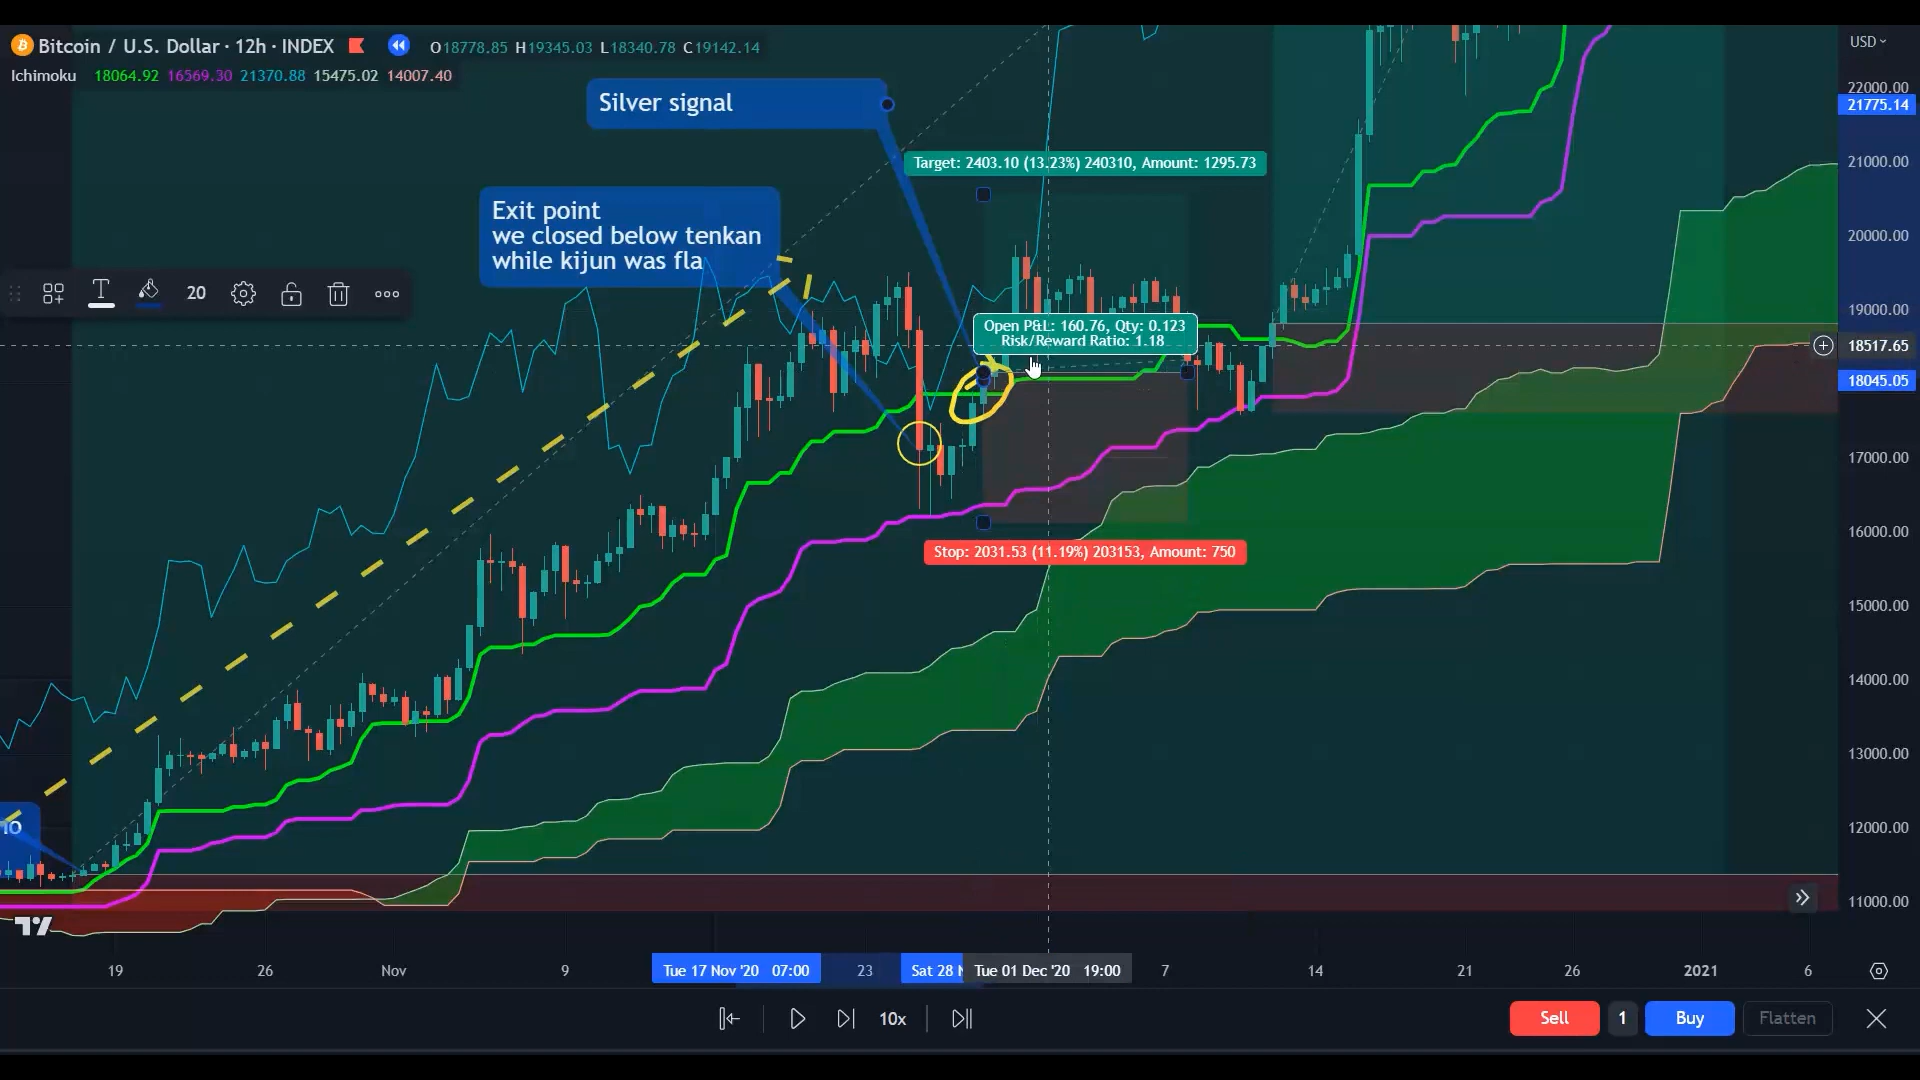 Bitcoin / U.S. Dollar · 12h · INDEX O18778.85 H19345.03 L18340.78 C19142.14
USD
Ichimoku 18064.92 16569.30 21370.88 15475.02 14007.40
22000.00
21775.14
Silver signal
Target: 2403.10 (13.23%) 240310, Amount: 1295.73
21000.00
Exit point
we closed below tenkan
while kijun was fla
20000.00
20
19000.00
Open P&L: 160.76, Qty: 0.123
Risk/Reward Ratio: 1.18
18517.65
18045.05
17000.00
16000.00
Stop: 2031.53 (11.19%) 203153, Amount: 750
15000.00
14000.00
13000.00
12000.00
11000.00
19 26 Nov 9 Tue 17 Nov '20 07:00 23 Sat 28 Tue 01 Dec '20 19:00 7 14 21 26 2021 6
10x
Sell 1 Buy Flatten